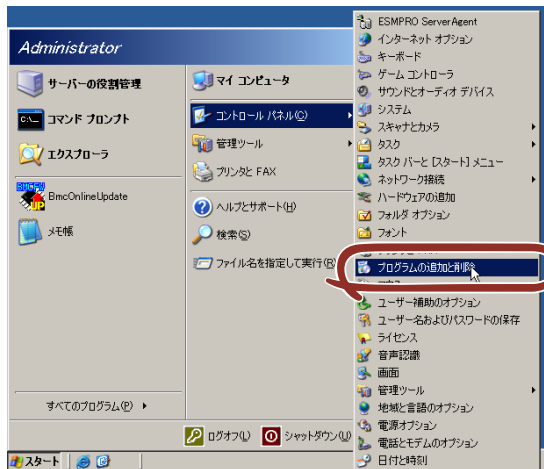 Administrator
サーバーの役割管理
コマンド プロンプト
エクスプローラ
BmcOnlineUpdate
メモ帳
すべてのプログラム(P)
マイ コンピュータ
コントロール パネル(C)
管理ツール
プリンタと FAX
ヘルプとサポート(H)
検索(S)
ファイル名を指定して実行(R)
ログオフ(L)
シャットダウン(U)
スタート
ESMPRO ServerAgent
インターネット オプション
キーボード
ゲーム コントローラ
サウンドとオーディオ デバイス
システム
スキャナとカメラ
タスク
タスク バーと [スタート] メニュー
ネットワーク接続
ハードウェアの追加
フォルダ オプション
フォント
プログラムの追加と削除
ユーザー補助のオプション
ユーザー名およびパスワードの保存
ライセンス
音声認識
画面
管理ツール
地域と言語のオプション
電源オプション
電話とモデムのオプション
日付と時刻